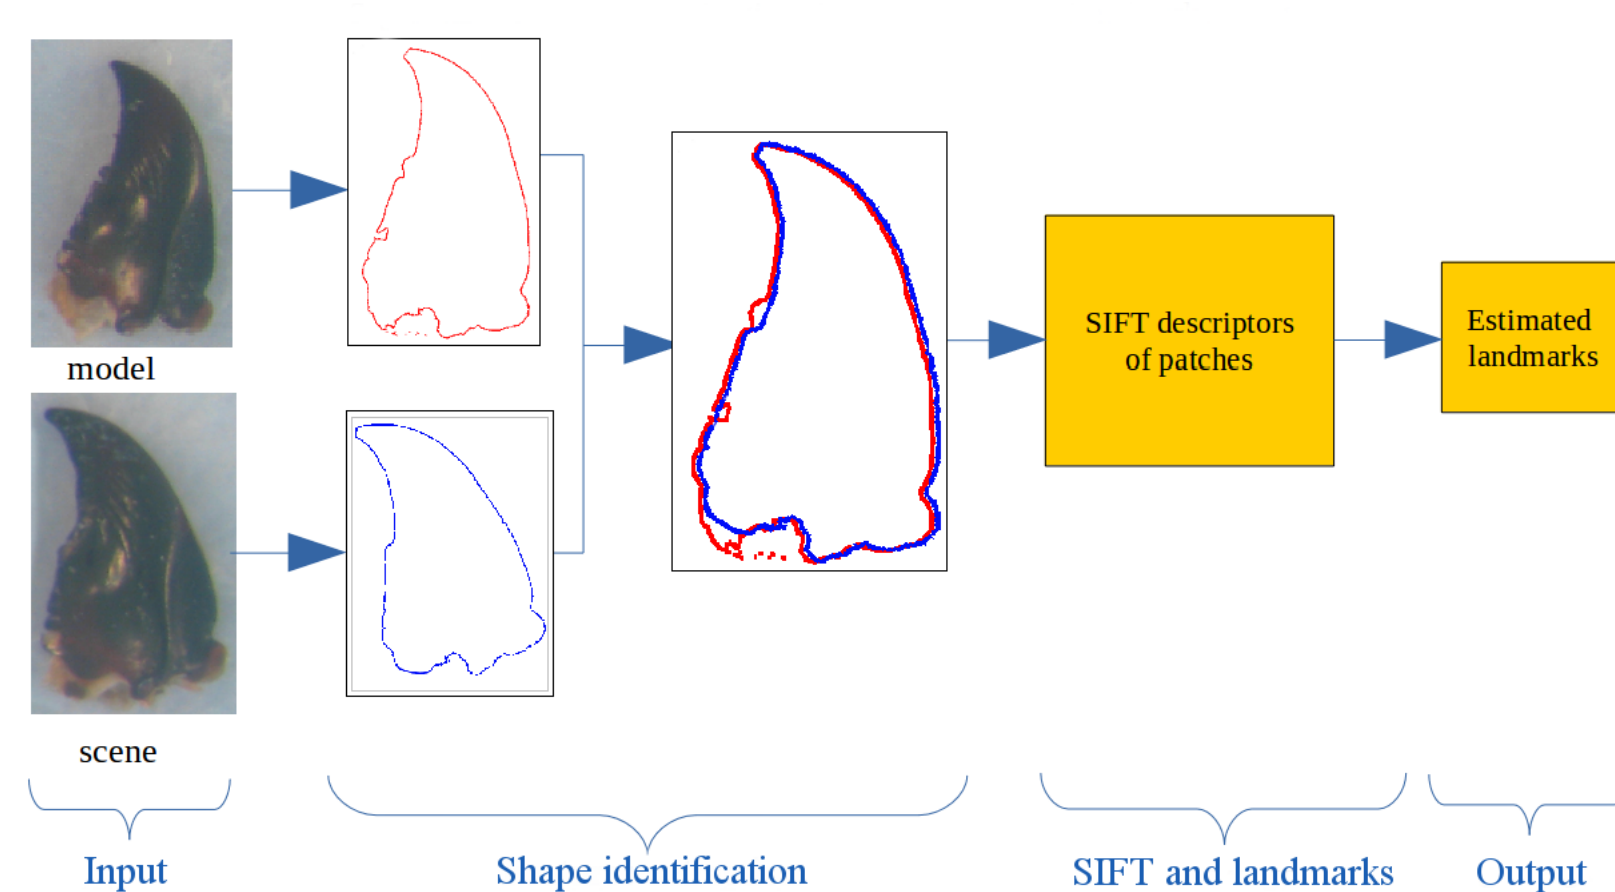 model
scene
SIFT descriptors
of patches
Estimated
landmarks
Input
Shape identification
SIFT and landmarks
Output